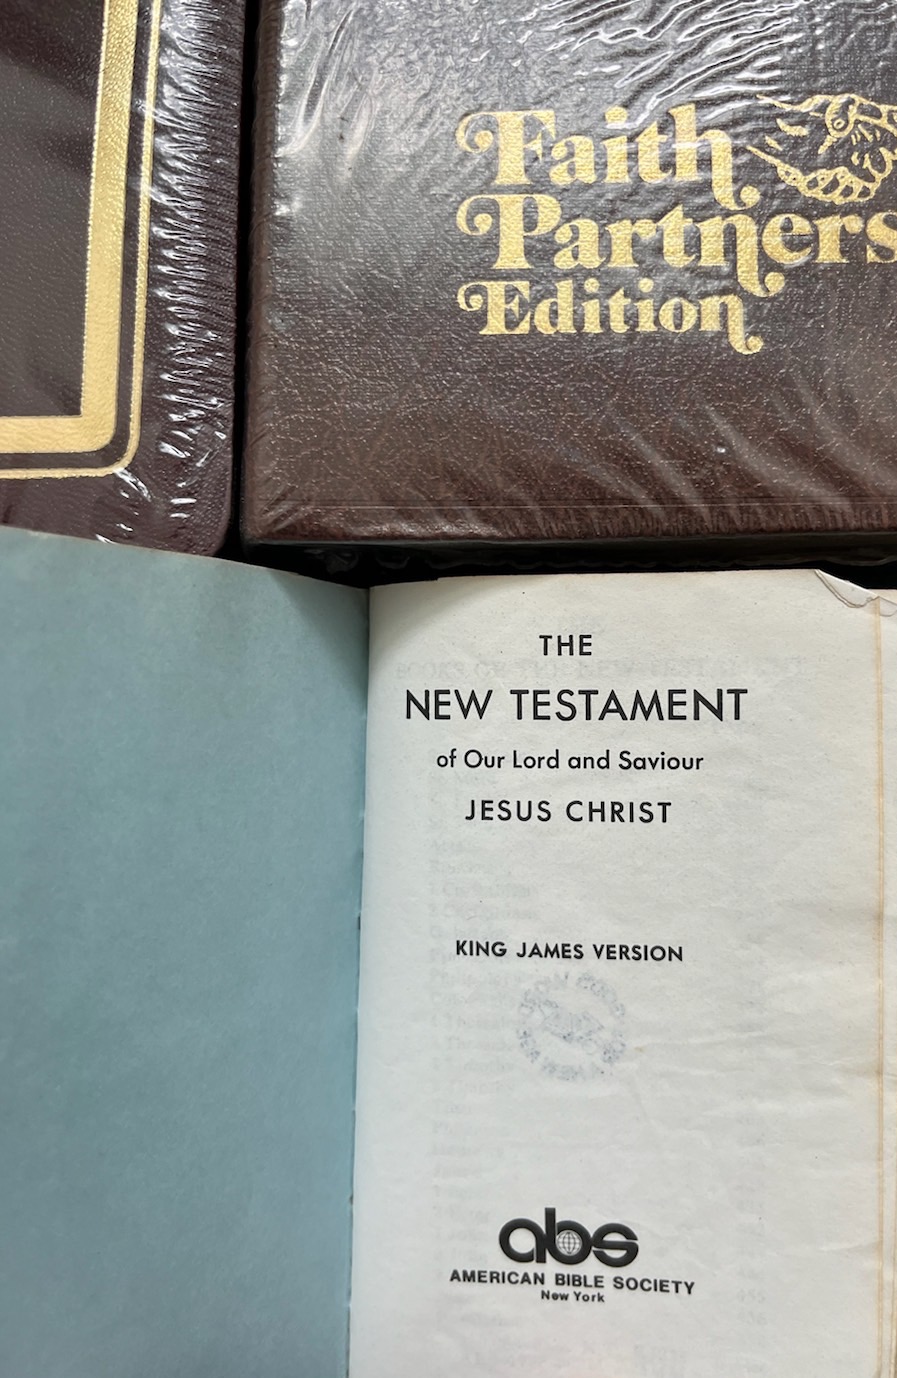 Faith
Partners
Edition
THE
NEW TESTAMENT
of Our Lord and Saviour
JESUS CHRIST
KING JAMES VERSION
abs
AMERICAN BIBLE SOCIETY
New York